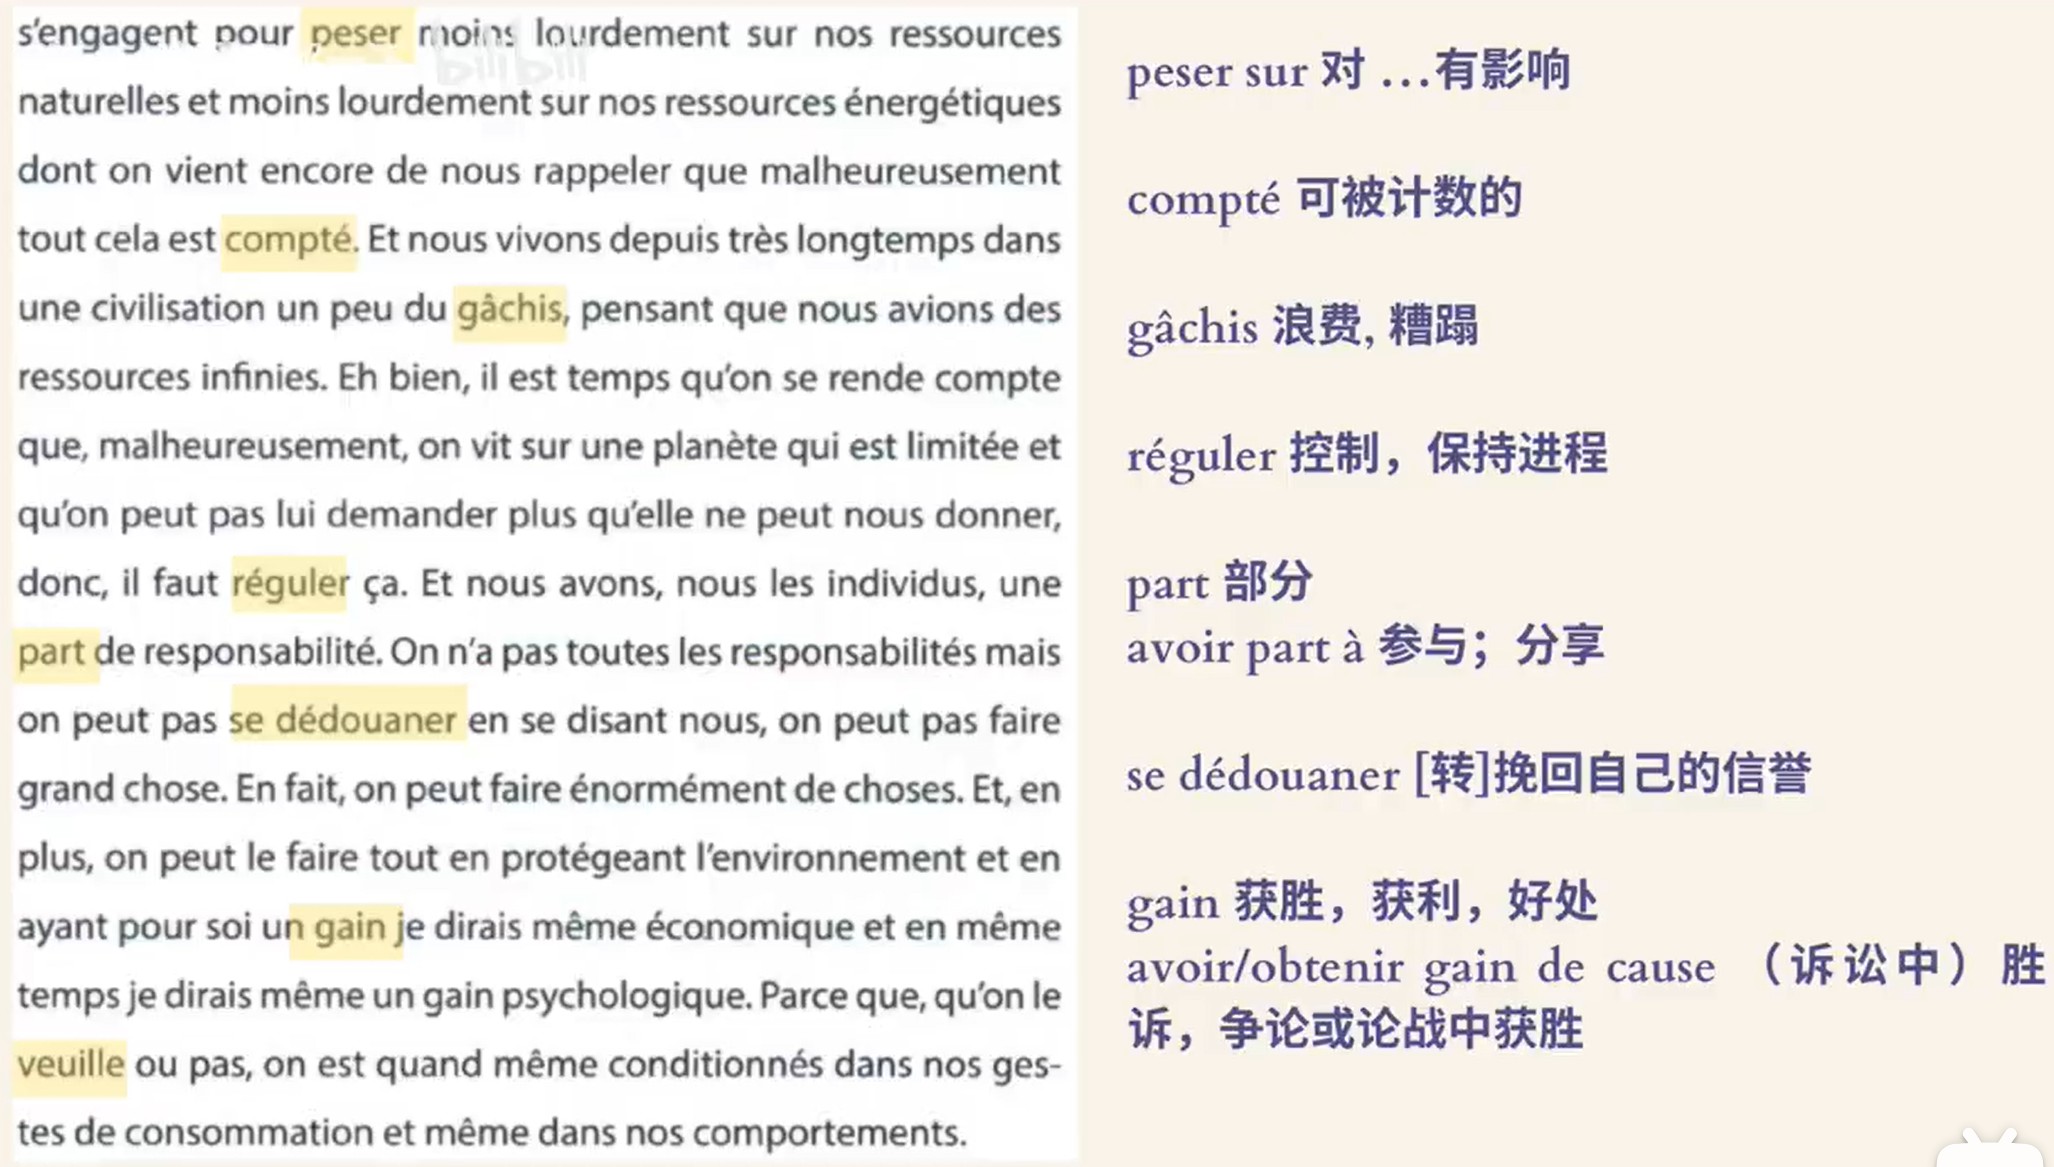 s'engagent pour peser moins lourdement sur nos ressources
naturelles et moins lourdement sur nos ressources énergétiques
dont on vient encore de nous rappeler que malheureusement
tout cela est compté. Et nous vivons depuis très longtemps dans
une civilisation un peu du gâchis, pensant que nous avions des
ressources infinies. Eh bien, il est temps qu'on se rende compte
que, malheureusement, on vit sur une planète qui est limitée et
qu'on peut pas lui demander plus qu'elle ne peut nous donner,
donc, il faut réguler ça. Et nous avons, nous les individus, une
part de responsabilité. On n'a pas toutes les responsabilités mais
on peut pas se dédouaner en se disant nous, on peut pas faire
grand chose. En fait, on peut faire énormément de choses. Et, en
plus, on peut le faire tout en protégeant l'environnement et en
ayant pour soi un gain je dirais même économique et en même
temps je dirais même un gain psychologique. Parce que, qu'on le
veuille ou pas, on est quand même conditionnés dans nos ges-
tes de consommation et même dans nos comportements.
bilibili
peser sur 对 …有影响
compté 可被计数的
gâchis 浪费, 糟蹋
réguler 控制，保持进程
part 部分
avoir part à 参与；分享
se dédouaner [转]挽回自己的信誉
gain 获胜，获利，好处
avoir/obtenir gain de cause （诉讼中）胜
诉，争论或论战中获胜